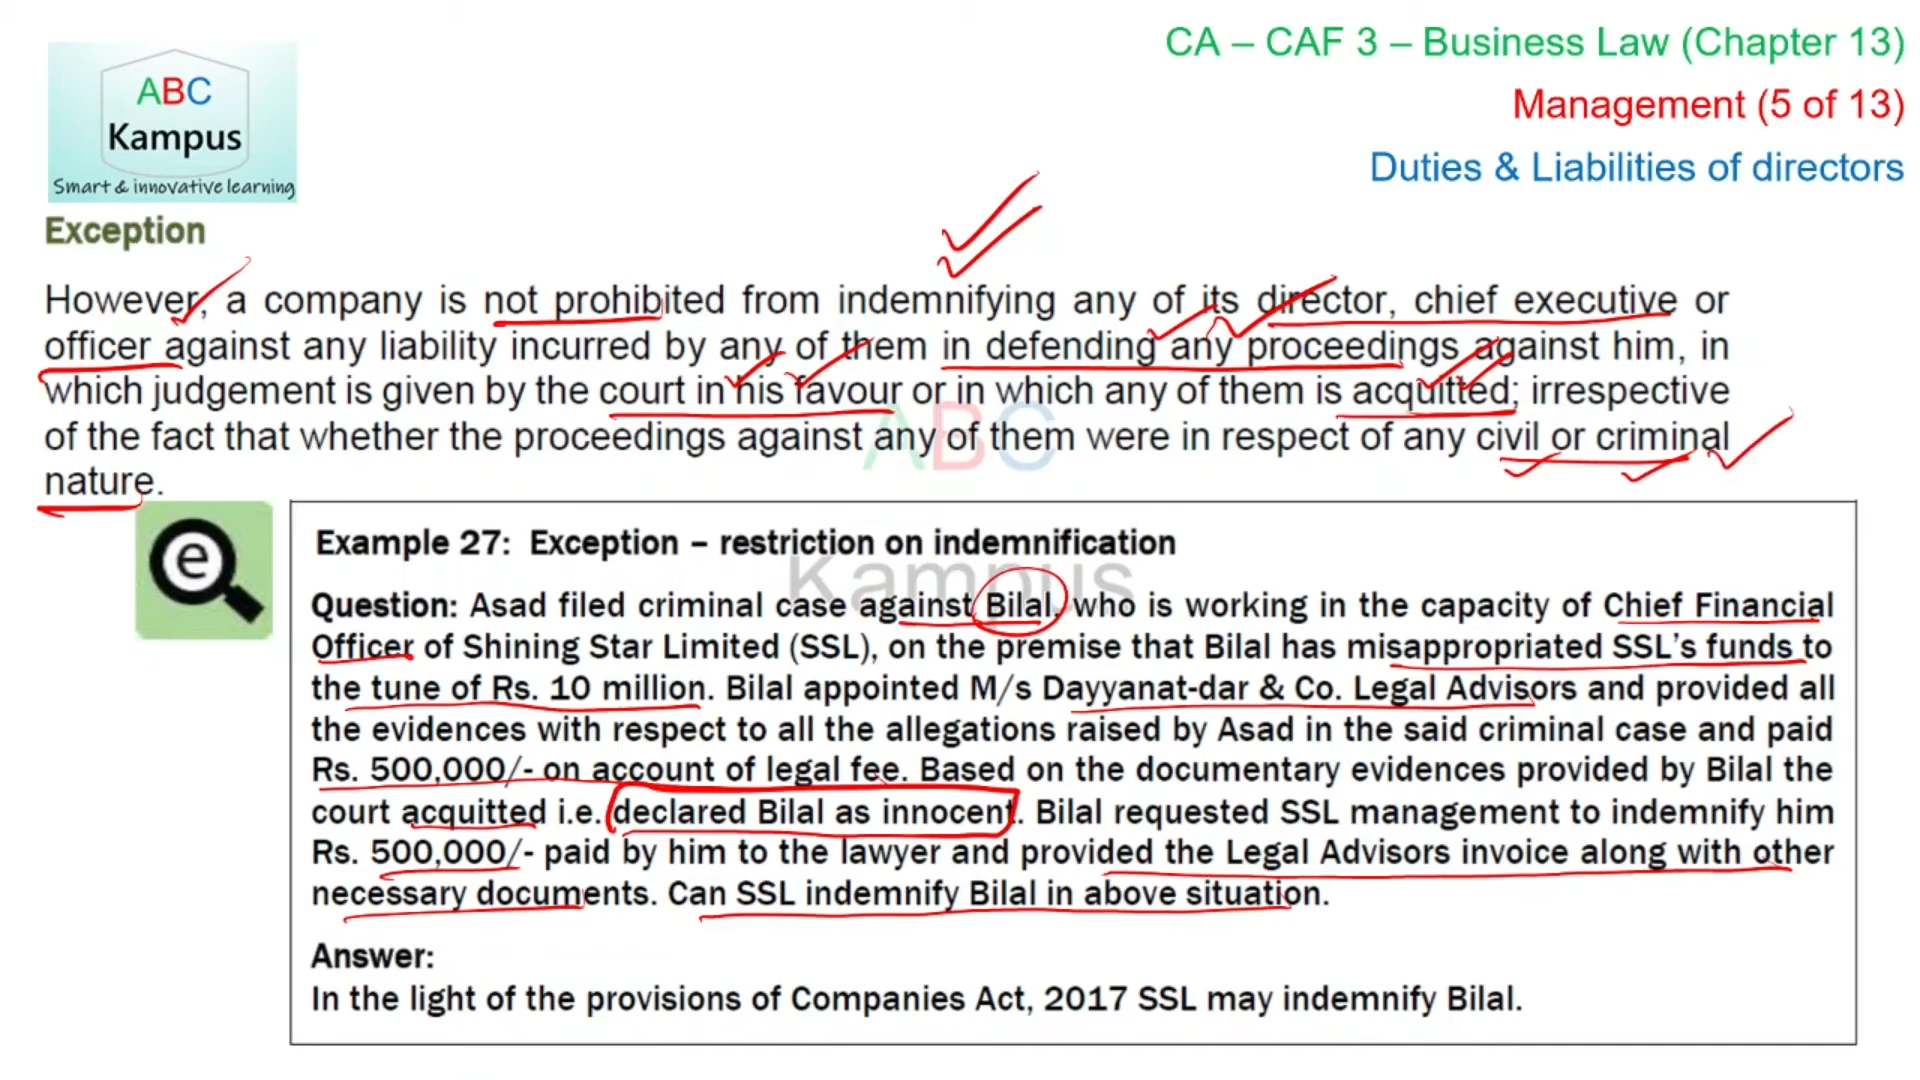 ABC
Kampus
Smart & innovative learning
CA – CAF 3 – Business Law (Chapter 13)
Management (5 of 13)
Duties & Liabilities of directors
Exception
However, a company is not prohibited from indemnifying any of its director, chief executive or
officer against any liability incurred by any of them in defending any proceedings against him, in
which judgement is given by the court in his favour or in which any of them is acquitted; irrespective
of the fact that whether the proceedings against any of them were in respect of any civil or criminal
nature.
ABC
Kampus
e
Example 27: Exception – restriction on indemnification
Question: Asad filed criminal case against Bilal, who is working in the capacity of Chief Financial
Officer of Shining Star Limited (SSL), on the premise that Bilal has misappropriated SSL's funds to
the tune of Rs. 10 million. Bilal appointed M/s Dayyanat-dar & Co. Legal Advisors and provided all
the evidences with respect to all the allegations raised by Asad in the said criminal case and paid
Rs. 500,000/- on account of legal fee. Based on the documentary evidences provided by Bilal the
court acquitted i.e. declared Bilal as innocent. Bilal requested SSL management to indemnify him
Rs. 500,000/- paid by him to the lawyer and provided the Legal Advisors invoice along with other
necessary documents. Can SSL indemnify Bilal in above situation.
Answer:
In the light of the provisions of Companies Act, 2017 SSL may indemnify Bilal.